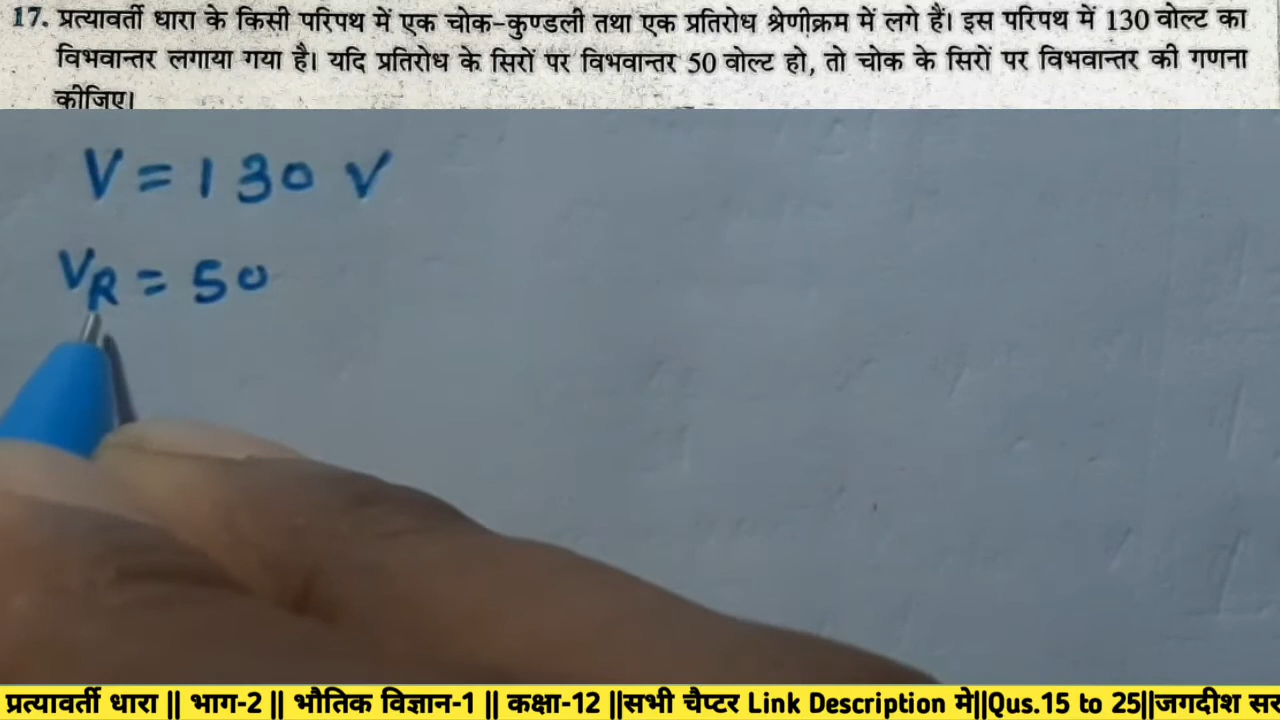 17. प्रत्यावर्ती धारा के किसी परिपथ में एक चोक-कुण्डली तथा एक प्रतिरोध श्रेणीक्रम में लगे हैं। इस परिपथ में 130 वोल्ट का
विभवान्तर लगाया गया है। यदि प्रतिरोध के सिरों पर विभवान्तर 50 वोल्ट हो, तो चोक के सिरों पर विभवान्तर की गणना
कीजिए।
V = 130 V
VR = 50
प्रत्यावर्ती धारा || भाग-2 || भौतिक विज्ञान-1 || कक्षा-12 ||सभी चैप्टर Link Description मे||Qus.15 to 25||जगदीश सर